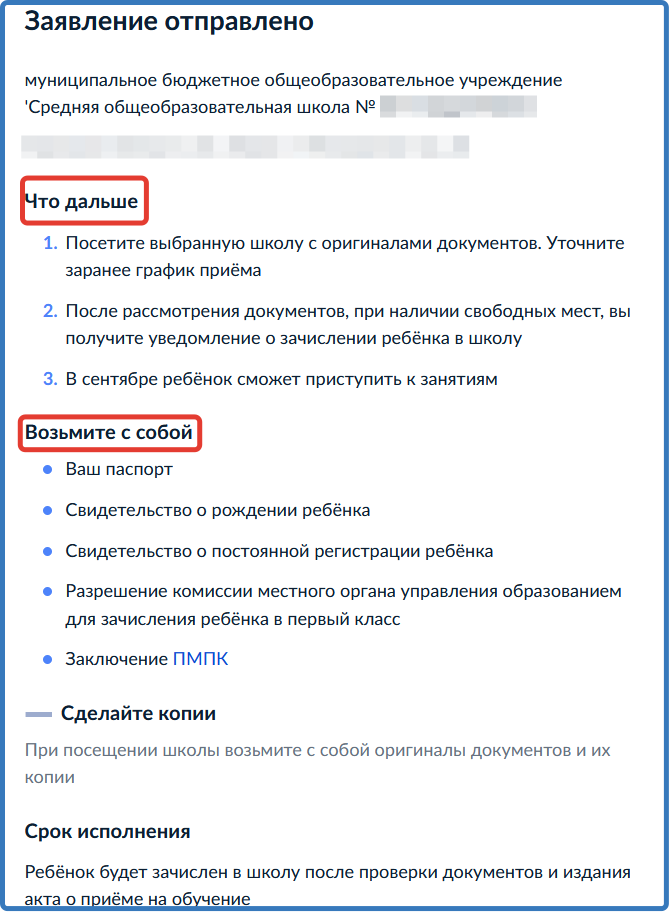 Заявление отправлено
муниципальное бюджетное общеобразовательное учреждение
'Средняя общеобразовательная школа №
Что дальше
1. Посетите выбранную школу с оригиналами документов. Уточните
заранее график приёма
2. После рассмотрения документов, при наличии свободных мест, вы
получите уведомление о зачислении ребёнка в школу
3. В сентябре ребёнок сможет приступить к занятиям
Возьмите с собой
Ваш паспорт
Свидетельство о рождении ребёнка
Свидетельство о постоянной регистрации ребёнка
Разрешение комиссии местного органа управления образованием
для зачисления ребёнка в первый класс
Заключение ПМПК
Сделайте копии
При посещении школы возьмите с собой оригиналы документов и их
копии
Срок исполнения
Ребёнок будет зачислен в школу после проверки документов и издания
акта о приёме на обучение